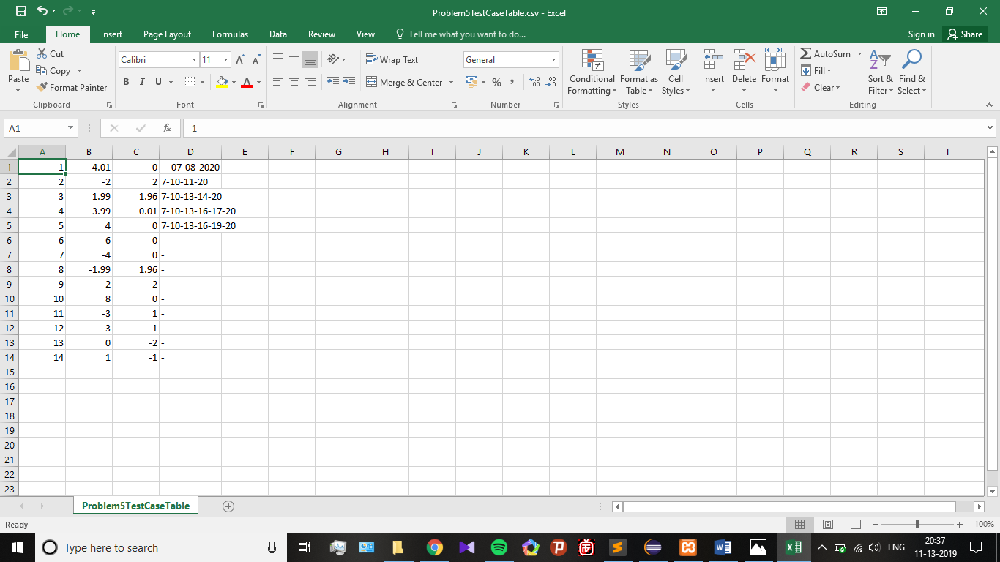 Problem5TestCaseTable.csv - Excel
File Home Insert Page Layout Formulas Data Review View Tell me what you want to do... Sign in Share
Paste Cut Copy Format Painter
Calibri 11 A A
B I U A
Wrap Text
Merge & Center
General
% ,
Conditional Formatting Format as Table Cell Styles
Insert Delete Format
AutoSum Fill Clear
Sort & Filter Find & Select
Clipboard Font Alignment Number Styles Cells Editing
A1 fx 1
A B C D E F G H I J K L M N O P Q R S T
1 1 -4.01 0 07-08-2020
2 2 -2 2 7-10-11-20
3 3 1.99 1.96 7-10-13-14-20
4 4 3.99 0.01 7-10-13-16-17-20
5 5 4 0 7-10-13-16-19-20
6 6 -6 0 -
7 7 -4 0 -
8 8 -1.99 1.96 -
9 9 2 2 -
10 10 8 0 -
11 11 -3 1 -
12 12 3 1 -
13 13 0 -2 -
14 14 1 -1 -
15
16
17
18
19
20
21
22
23
Problem5TestCaseTable
Ready 100%
Type here to search ENG 20:37
11-13-2019